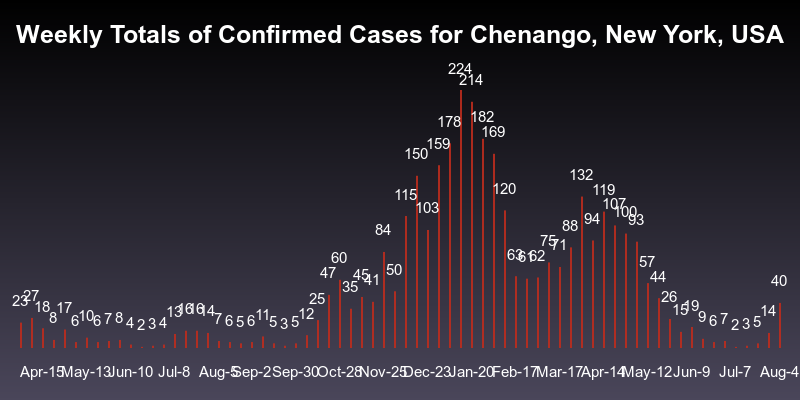 Weekly Totals of Confirmed Cases for Chenango, New York, USA
23 27 18 8 17 6 10 6 7 8 4 2 3 4 13 16 16 14 7 6 5 6 11 5 3 5 12 25 47 60 35 45 41 84 50 115 150 103 159 178 224 214 182 169 120 63 61 62 75 71 88 132 94 119 107 100 93 57 44 26 15 19 9 6 7 2 3 5 14 40
Apr-15 May-13 Jun-10 Jul-8 Aug-5 Sep-2 Sep-30 Oct-28 Nov-25 Dec-23 Jan-20 Feb-17 Mar-17 Apr-14 May-12 Jun-9 Jul-7 Aug-4